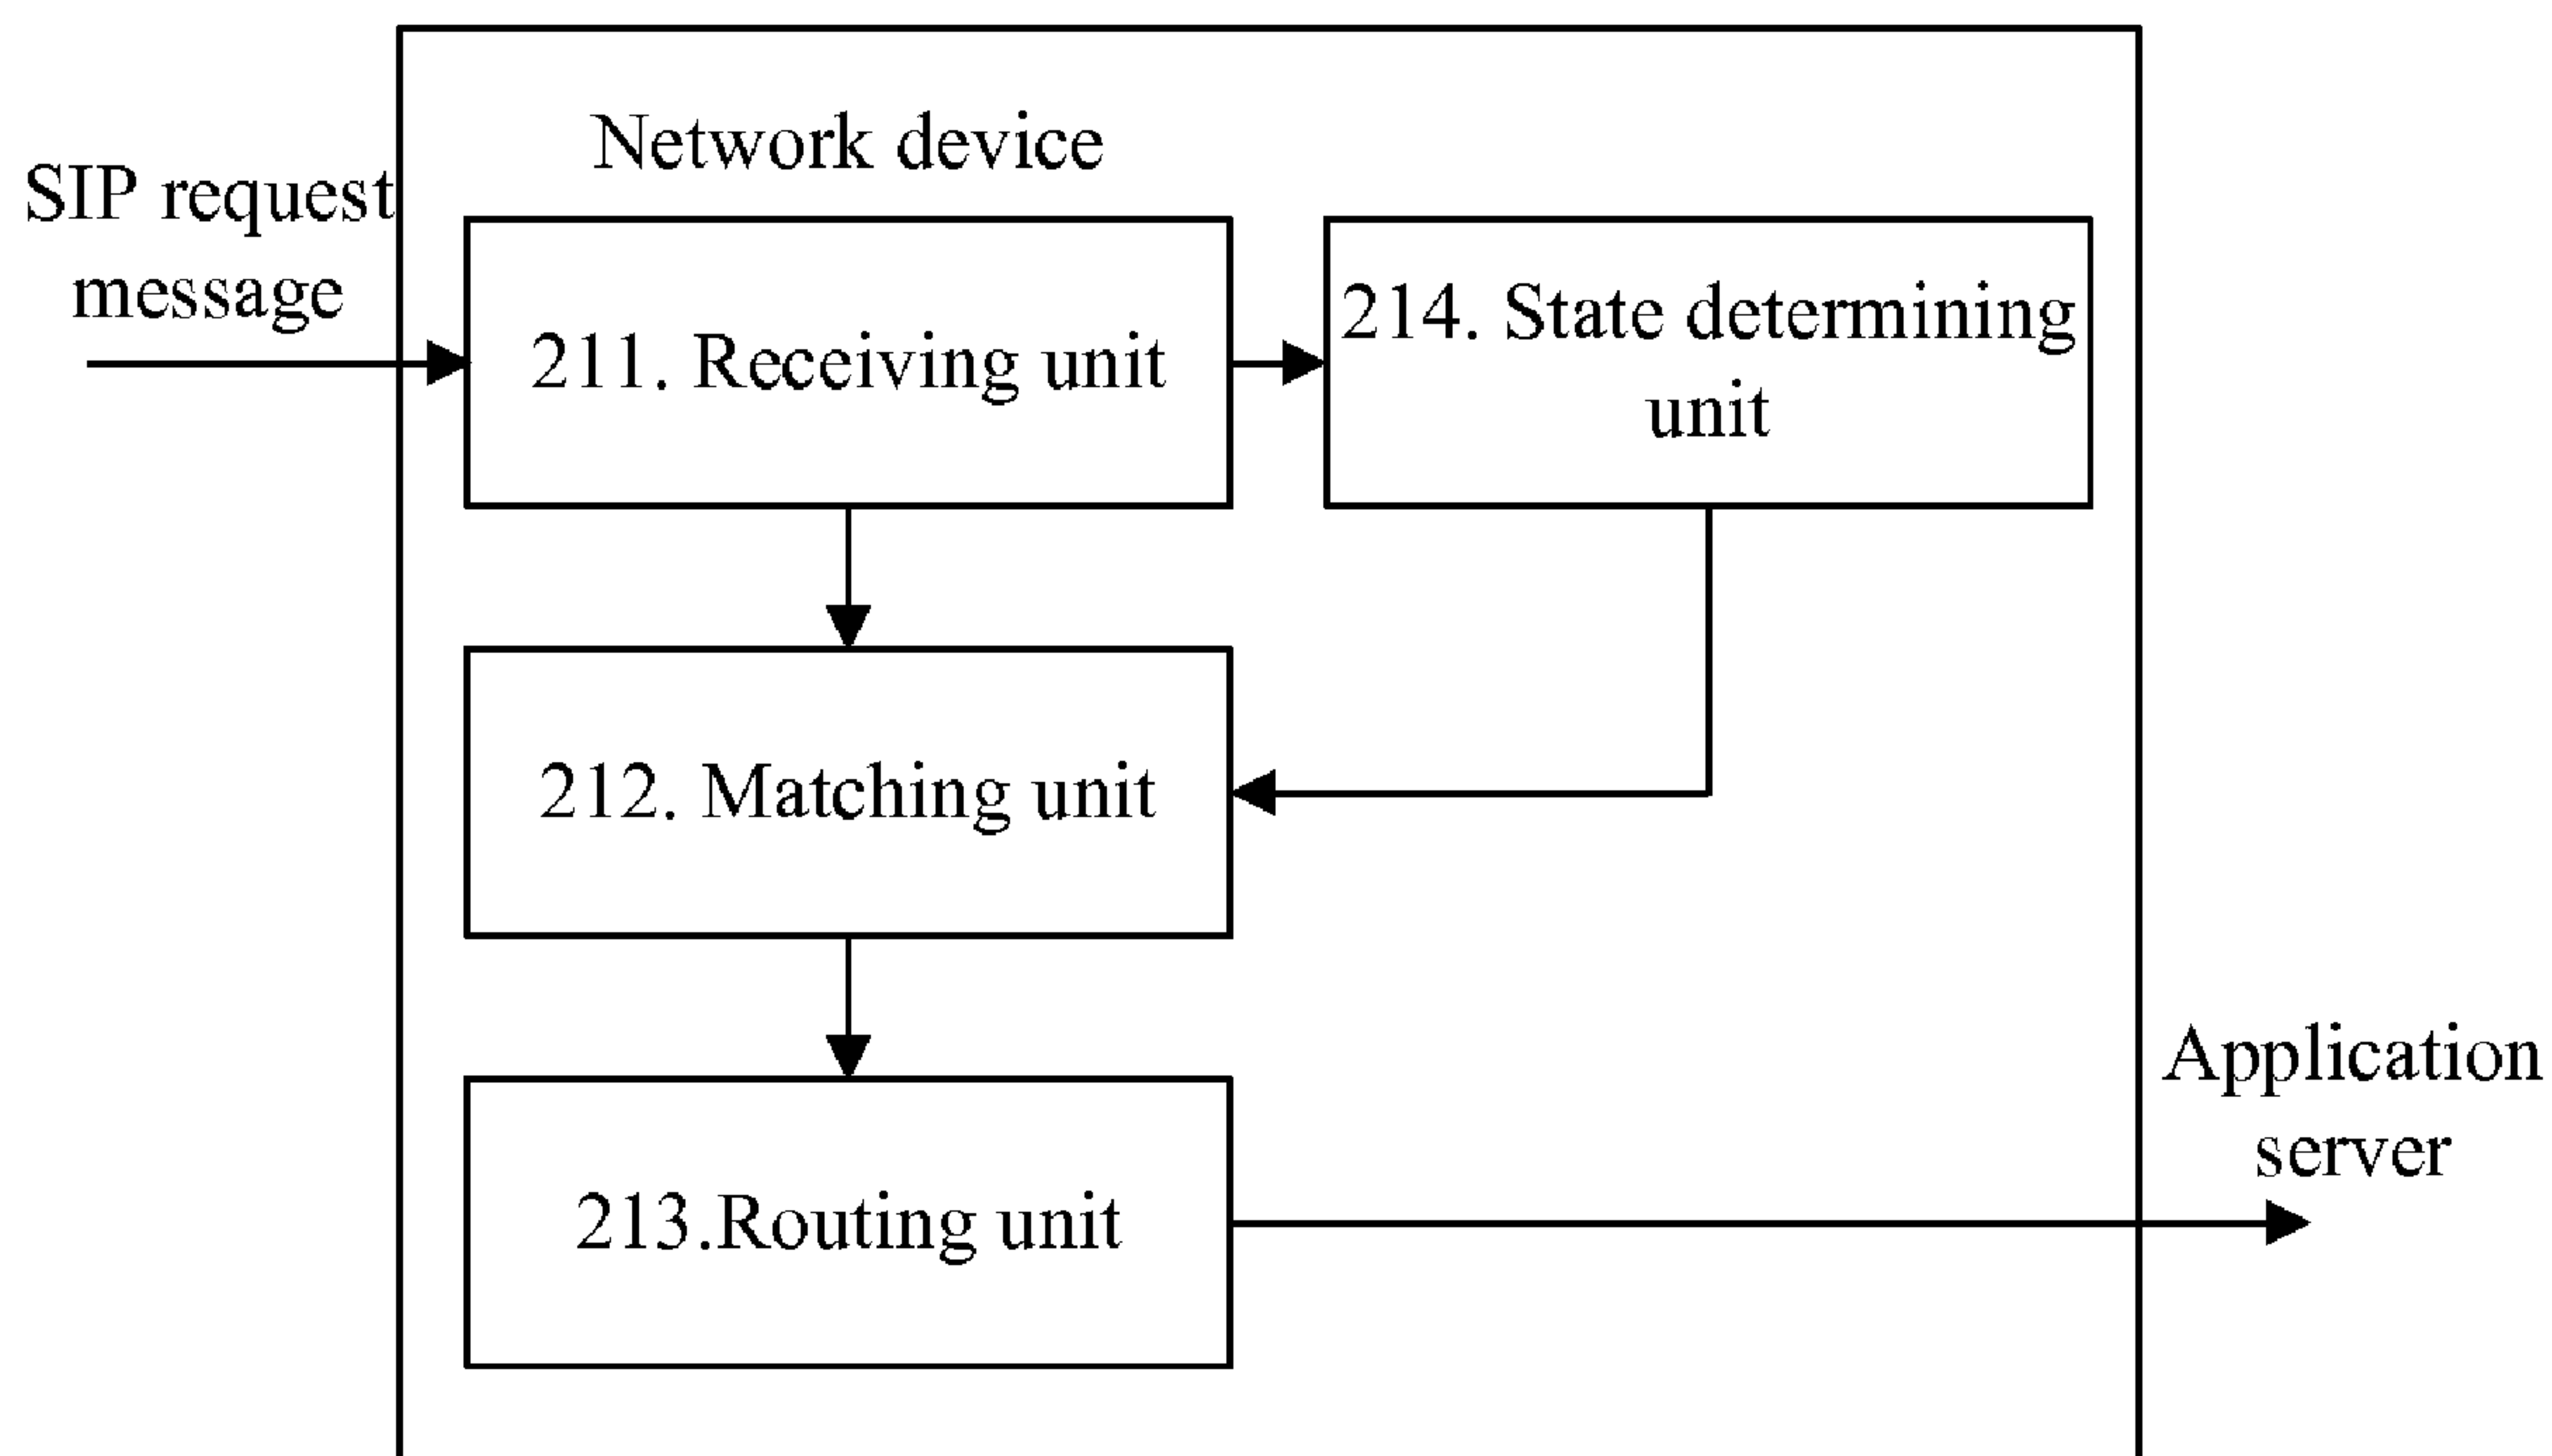 Network device
SIP request
message
211. Receiving unit
214. State determining
unit
212. Matching unit
213.Routing unit
Application
server